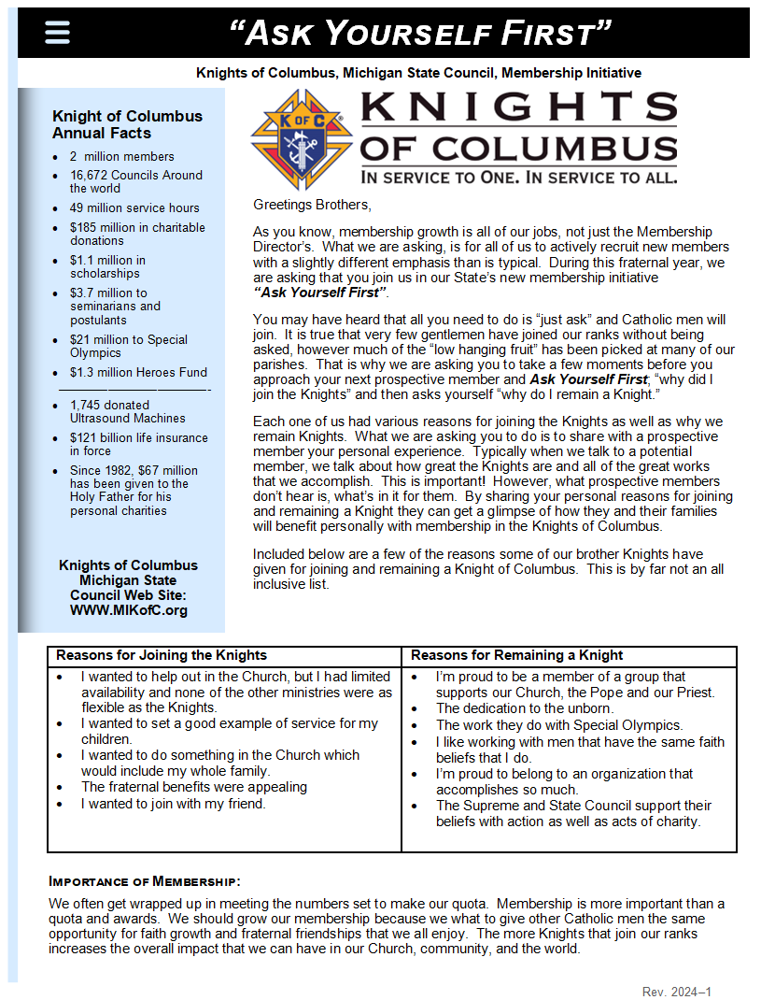 “Ask Yourself First”
Knights of Columbus, Michigan State Council, Membership Initiative
Knight of Columbus
Annual Facts
• 2 million members
• 16,672 Councils Around
the world
• 49 million service hours
• $185 million in charitable
donations
• $1.1 million in
scholarships
• $3.7 million to
seminarians and
postulants
• $21 million to Special
Olympics
• $1.3 million Heroes Fund
• 1,745 donated
Ultrasound Machines
• $121 billion life insurance
in force
• Since 1982, $67 million
has been given to the
Holy Father for his
personal charities
Knights of Columbus
Michigan State
Council Web Site:
WWW.MIKofC.org
K OF C
®
KNIGHTS
OF COLUMBUS
IN SERVICE TO ONE. IN SERVICE TO ALL.
Greetings Brothers,
As you know, membership growth is all of our jobs, not just the Membership
Director’s. What we are asking, is for all of us to actively recruit new members
with a slightly different emphasis than is typical. During this fraternal year, we
are asking that you join us in our State’s new membership initiative
“Ask Yourself First”.
You may have heard that all you need to do is “just ask” and Catholic men will
join. It is true that very few gentlemen have joined our ranks without being
asked, however much of the “low hanging fruit” has been picked at many of our
parishes. That is why we are asking you to take a few moments before you
approach your next prospective member and Ask Yourself First; “why did I
join the Knights” and then asks yourself “why do I remain a Knight.”
Each one of us had various reasons for joining the Knights as well as why we
remain Knights. What we are asking you to do is to share with a prospective
member your personal experience. Typically when we talk to a potential
member, we talk about how great the Knights are and all of the great works
that we accomplish. This is important! However, what prospective members
don’t hear is, what’s in it for them. By sharing your personal reasons for joining
and remaining a Knight they can get a glimpse of how they and their families
will benefit personally with membership in the Knights of Columbus.
Included below are a few of the reasons some of our brother Knights have
given for joining and remaining a Knight of Columbus. This is by far not an all
inclusive list.
Reasons for Joining the Knights
• I wanted to help out in the Church, but I had limited
availability and none of the other ministries were as
flexible as the Knights.
• I wanted to set a good example of service for my
children.
• I wanted to do something in the Church which
would include my whole family.
• The fraternal benefits were appealing
• I wanted to join with my friend.
Reasons for Remaining a Knight
• I’m proud to be a member of a group that
supports our Church, the Pope and our Priest.
• The dedication to the unborn.
• The work they do with Special Olympics.
• I like working with men that have the same faith
beliefs that I do.
• I’m proud to belong to an organization that
accomplishes so much.
• The Supreme and State Council support their
beliefs with action as well as acts of charity.
Importance of Membership:
We often get wrapped up in meeting the numbers set to make our quota. Membership is more important than a
quota and awards. We should grow our membership because we what to give other Catholic men the same
opportunity for faith growth and fraternal friendships that we all enjoy. The more Knights that join our ranks
increases the overall impact that we can have in our Church, community, and the world.
Rev. 2024–1